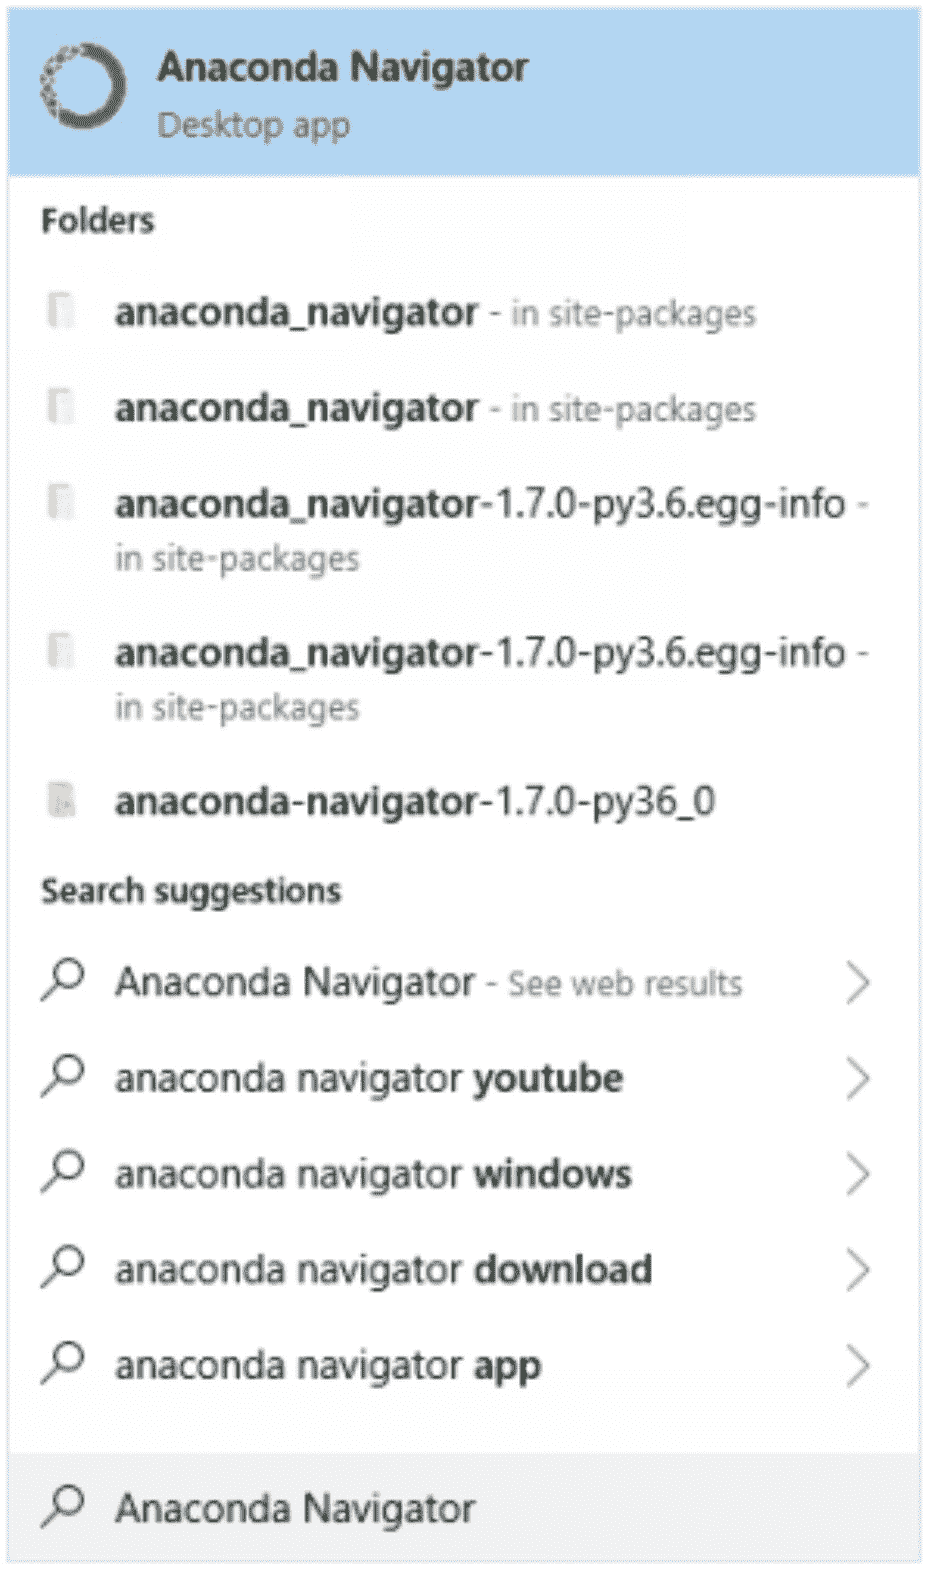 Anaconda Navigator
Desktop app
Folders
anaconda_navigator - in site-packages
anaconda_navigator - in site-packages
anaconda_navigator-1.7.0-py3.6.egg-info -
in site-packages
anaconda_navigator-1.7.0-py3.6.egg-info -
in site-packages
anaconda-navigator-1.7.0-py36_0
Search suggestions
Anaconda Navigator - See web results
anaconda navigator youtube
anaconda navigator windows
anaconda navigator download
anaconda navigator app
Anaconda Navigator